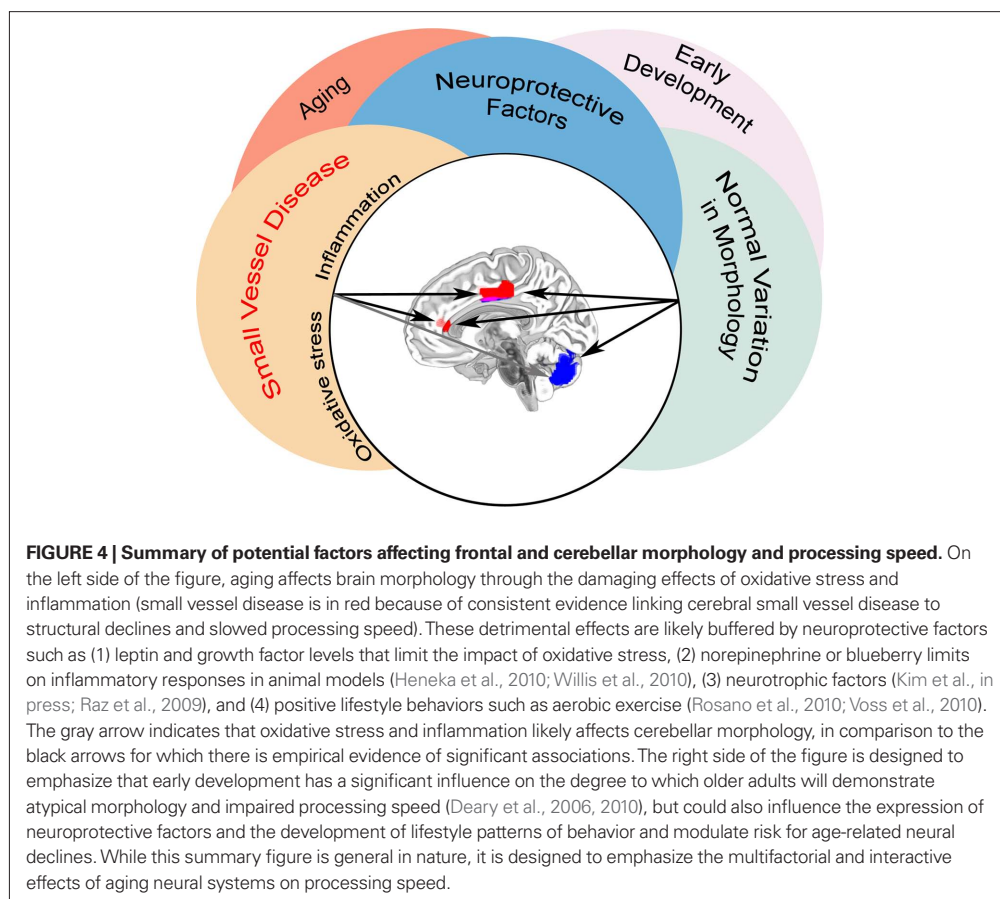 Aging
Neuroprotective
Factors
Early
Development
Small Vessel Disease
Inflammation
Oxidative stress
Normal Variation
in Morphology
FIGURE 4 | Summary of potential factors affecting frontal and cerebellar morphology and processing speed. On
the left side of the figure, aging affects brain morphology through the damaging effects of oxidative stress and
inflammation (small vessel disease is in red because of consistent evidence linking cerebral small vessel disease to
structural declines and slowed processing speed). These detrimental effects are likely buffered by neuroprotective factors
such as (1) leptin and growth factor levels that limit the impact of oxidative stress, (2) norepinephrine or blueberry limits
on inflammatory responses in animal models (Heneka et al., 2010; Willis et al., 2010), (3) neurotrophic factors (Kim et al., in
press; Raz et al., 2009), and (4) positive lifestyle behaviors such as aerobic exercise (Rosano et al., 2010; Voss et al., 2010).
The gray arrow indicates that oxidative stress and inflammation likely affects cerebellar morphology, in comparison to the
black arrows for which there is empirical evidence of significant associations. The right side of the figure is designed to
emphasize that early development has a significant influence on the degree to which older adults will demonstrate
atypical morphology and impaired processing speed (Deary et al., 2006, 2010), but could also influence the expression of
neuroprotective factors and the development of lifestyle patterns of behavior and modulate risk for age-related neural
declines. While this summary figure is general in nature, it is designed to emphasize the multifactorial and interactive
effects of aging neural systems on processing speed.